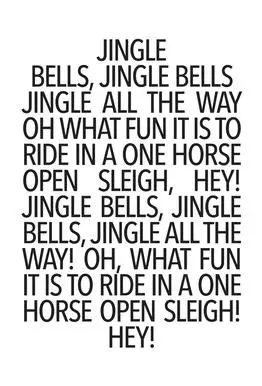 JINGLE
BELLS, JINGLE BELLS
JINGLE ALL THE WAY
OH WHAT FUN IT IS TO
RIDE IN A ONE HORSE
OPEN SLEIGH, HEY!
JINGLE BELLS, JINGLE
BELLS, JINGLE ALL THE
WAY! OH, WHAT FUN
IT IS TO RIDE IN A ONE
HORSE OPEN SLEIGH!
HEY!